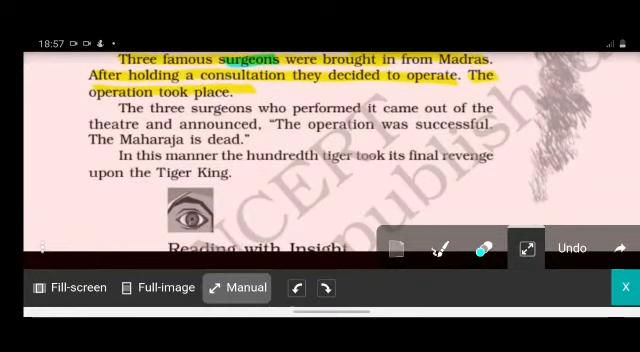 18:57
Three famous surgeons were brought in from Madras.
After holding a consultation they decided to operate. The
operation took place.
The three surgeons who performed it came out of the
theatre and announced, “The operation was successful.
The Maharaja is dead.”
In this manner the hundredth tiger took its final revenge
upon the Tiger King.
NCERT
Reading with Insight
Undo
Fill-screen Full-image Manual X